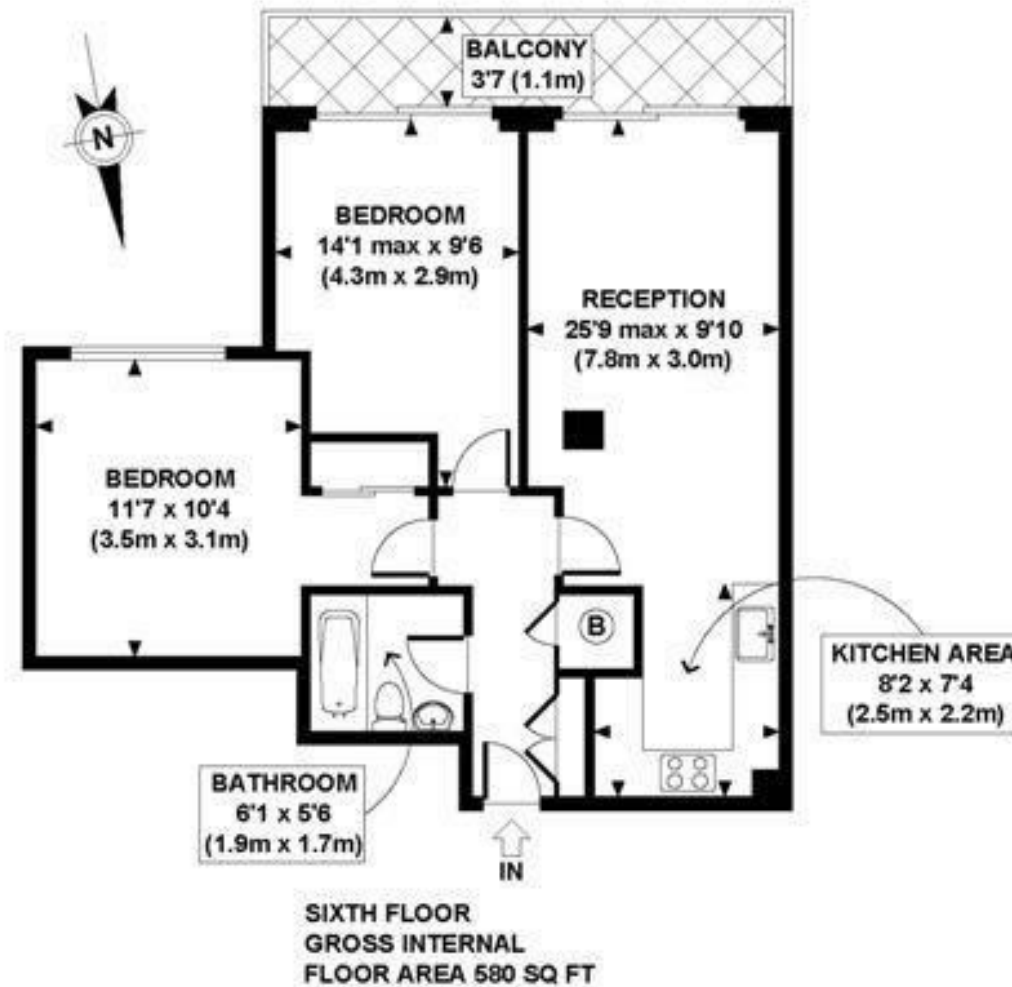 BALCONY
3'7 (1.1m)
N
BEDROOM
14'1 max x 9'6
(4.3m x 2.9m)
RECEPTION
25'9 max x 9'10
(7.8m x 3.0m)
BEDROOM
11'7 x 10'4
(3.5m x 3.1m)
B
KITCHEN AREA
8'2 x 7'4
(2.5m x 2.2m)
BATHROOM
6'1 x 5'6
(1.9m x 1.7m)
IN
SIXTH FLOOR
GROSS INTERNAL
FLOOR AREA 580 SQ FT